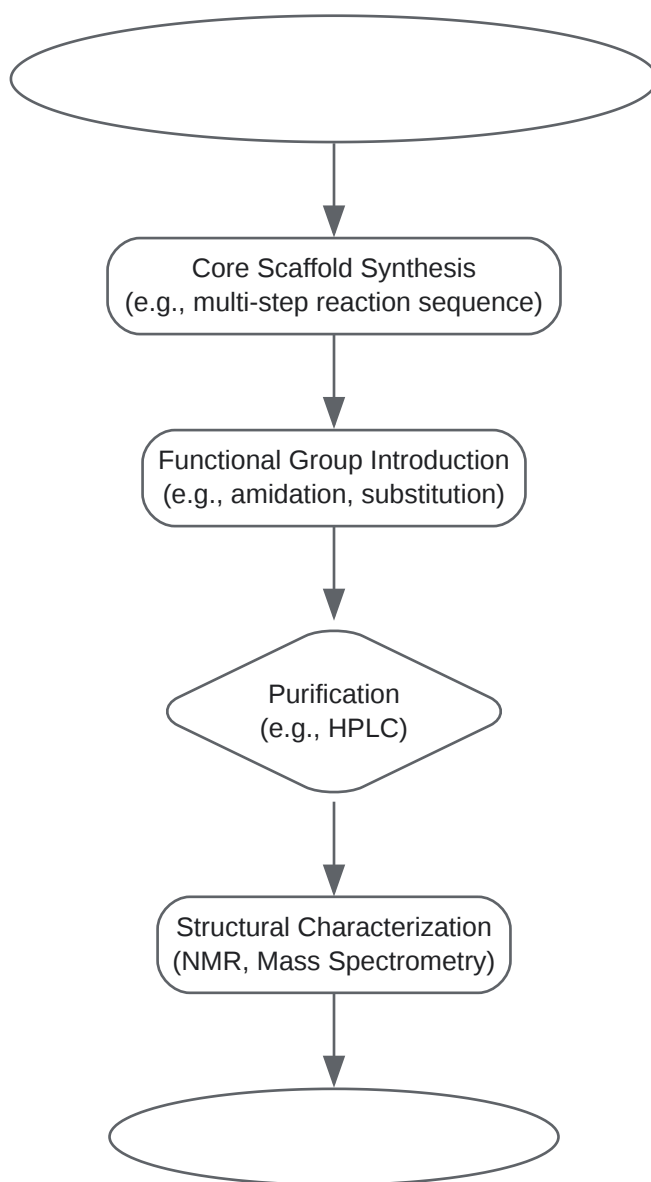 Core Scaffold Synthesis
(e.g., multi-step reaction sequence)
Functional Group Introduction
(e.g., amidation, substitution)
Purification
(e.g., HPLC)
Structural Characterization
(NMR, Mass Spectrometry)